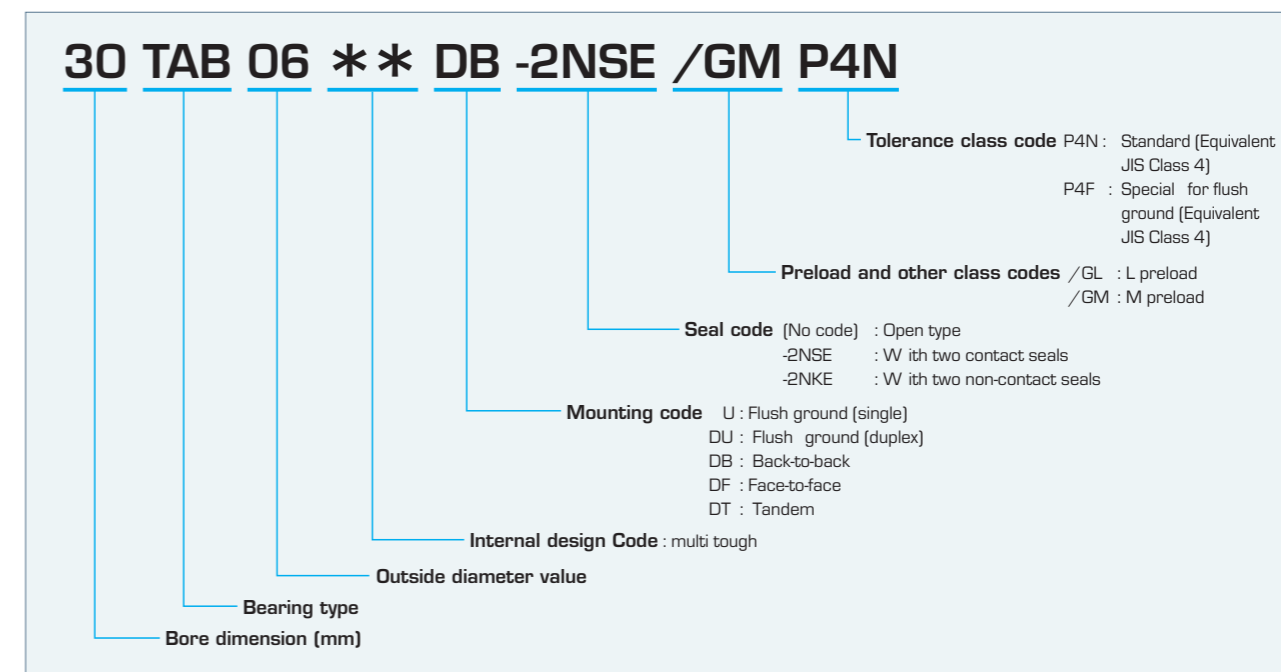 30 TAB 06 ** DB -2NSE /GM P4N
Tolerance class code P4N : Standard (Equivalent
JIS Class 4)
P4F : Special for flush
ground (Equivalent
JIS Class 4)
Preload and other class codes /GL : L preload
/GM : M preload
Seal code (No code) : Open type
-2NSE : W ith two contact seals
-2NKE : W ith two non-contact seals
Mounting code U : Flush ground (single)
DU : Flush ground (duplex)
DB : Back-to-back
DF : Face-to-face
DT : Tandem
Internal design Code : multi tough
Outside diameter value
Bearing type
Bore dimension (mm)